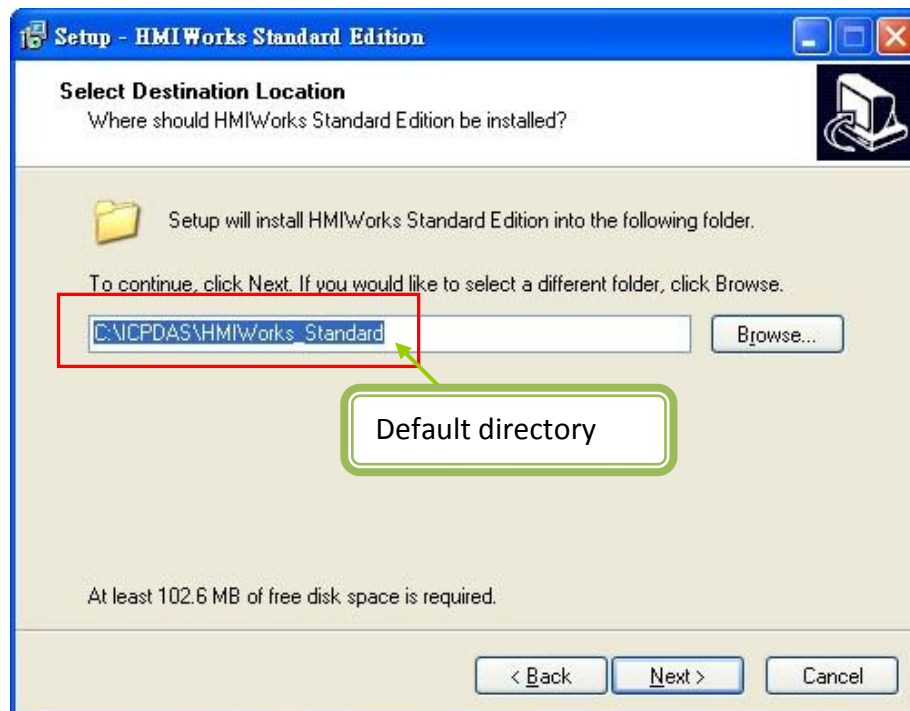 Setup - HMIWorks Standard Edition
Select Destination Location
Where should HMIWorks Standard Edition be installed?
Setup will install HMIWorks Standard Edition into the following folder.
To continue, click Next. If you would like to select a different folder, click Browse.
C:\ICPDAS\HMIWorks_Standard
Browse...
Default directory
At least 102.6 MB of free disk space is required.
< Back
Next >
Cancel